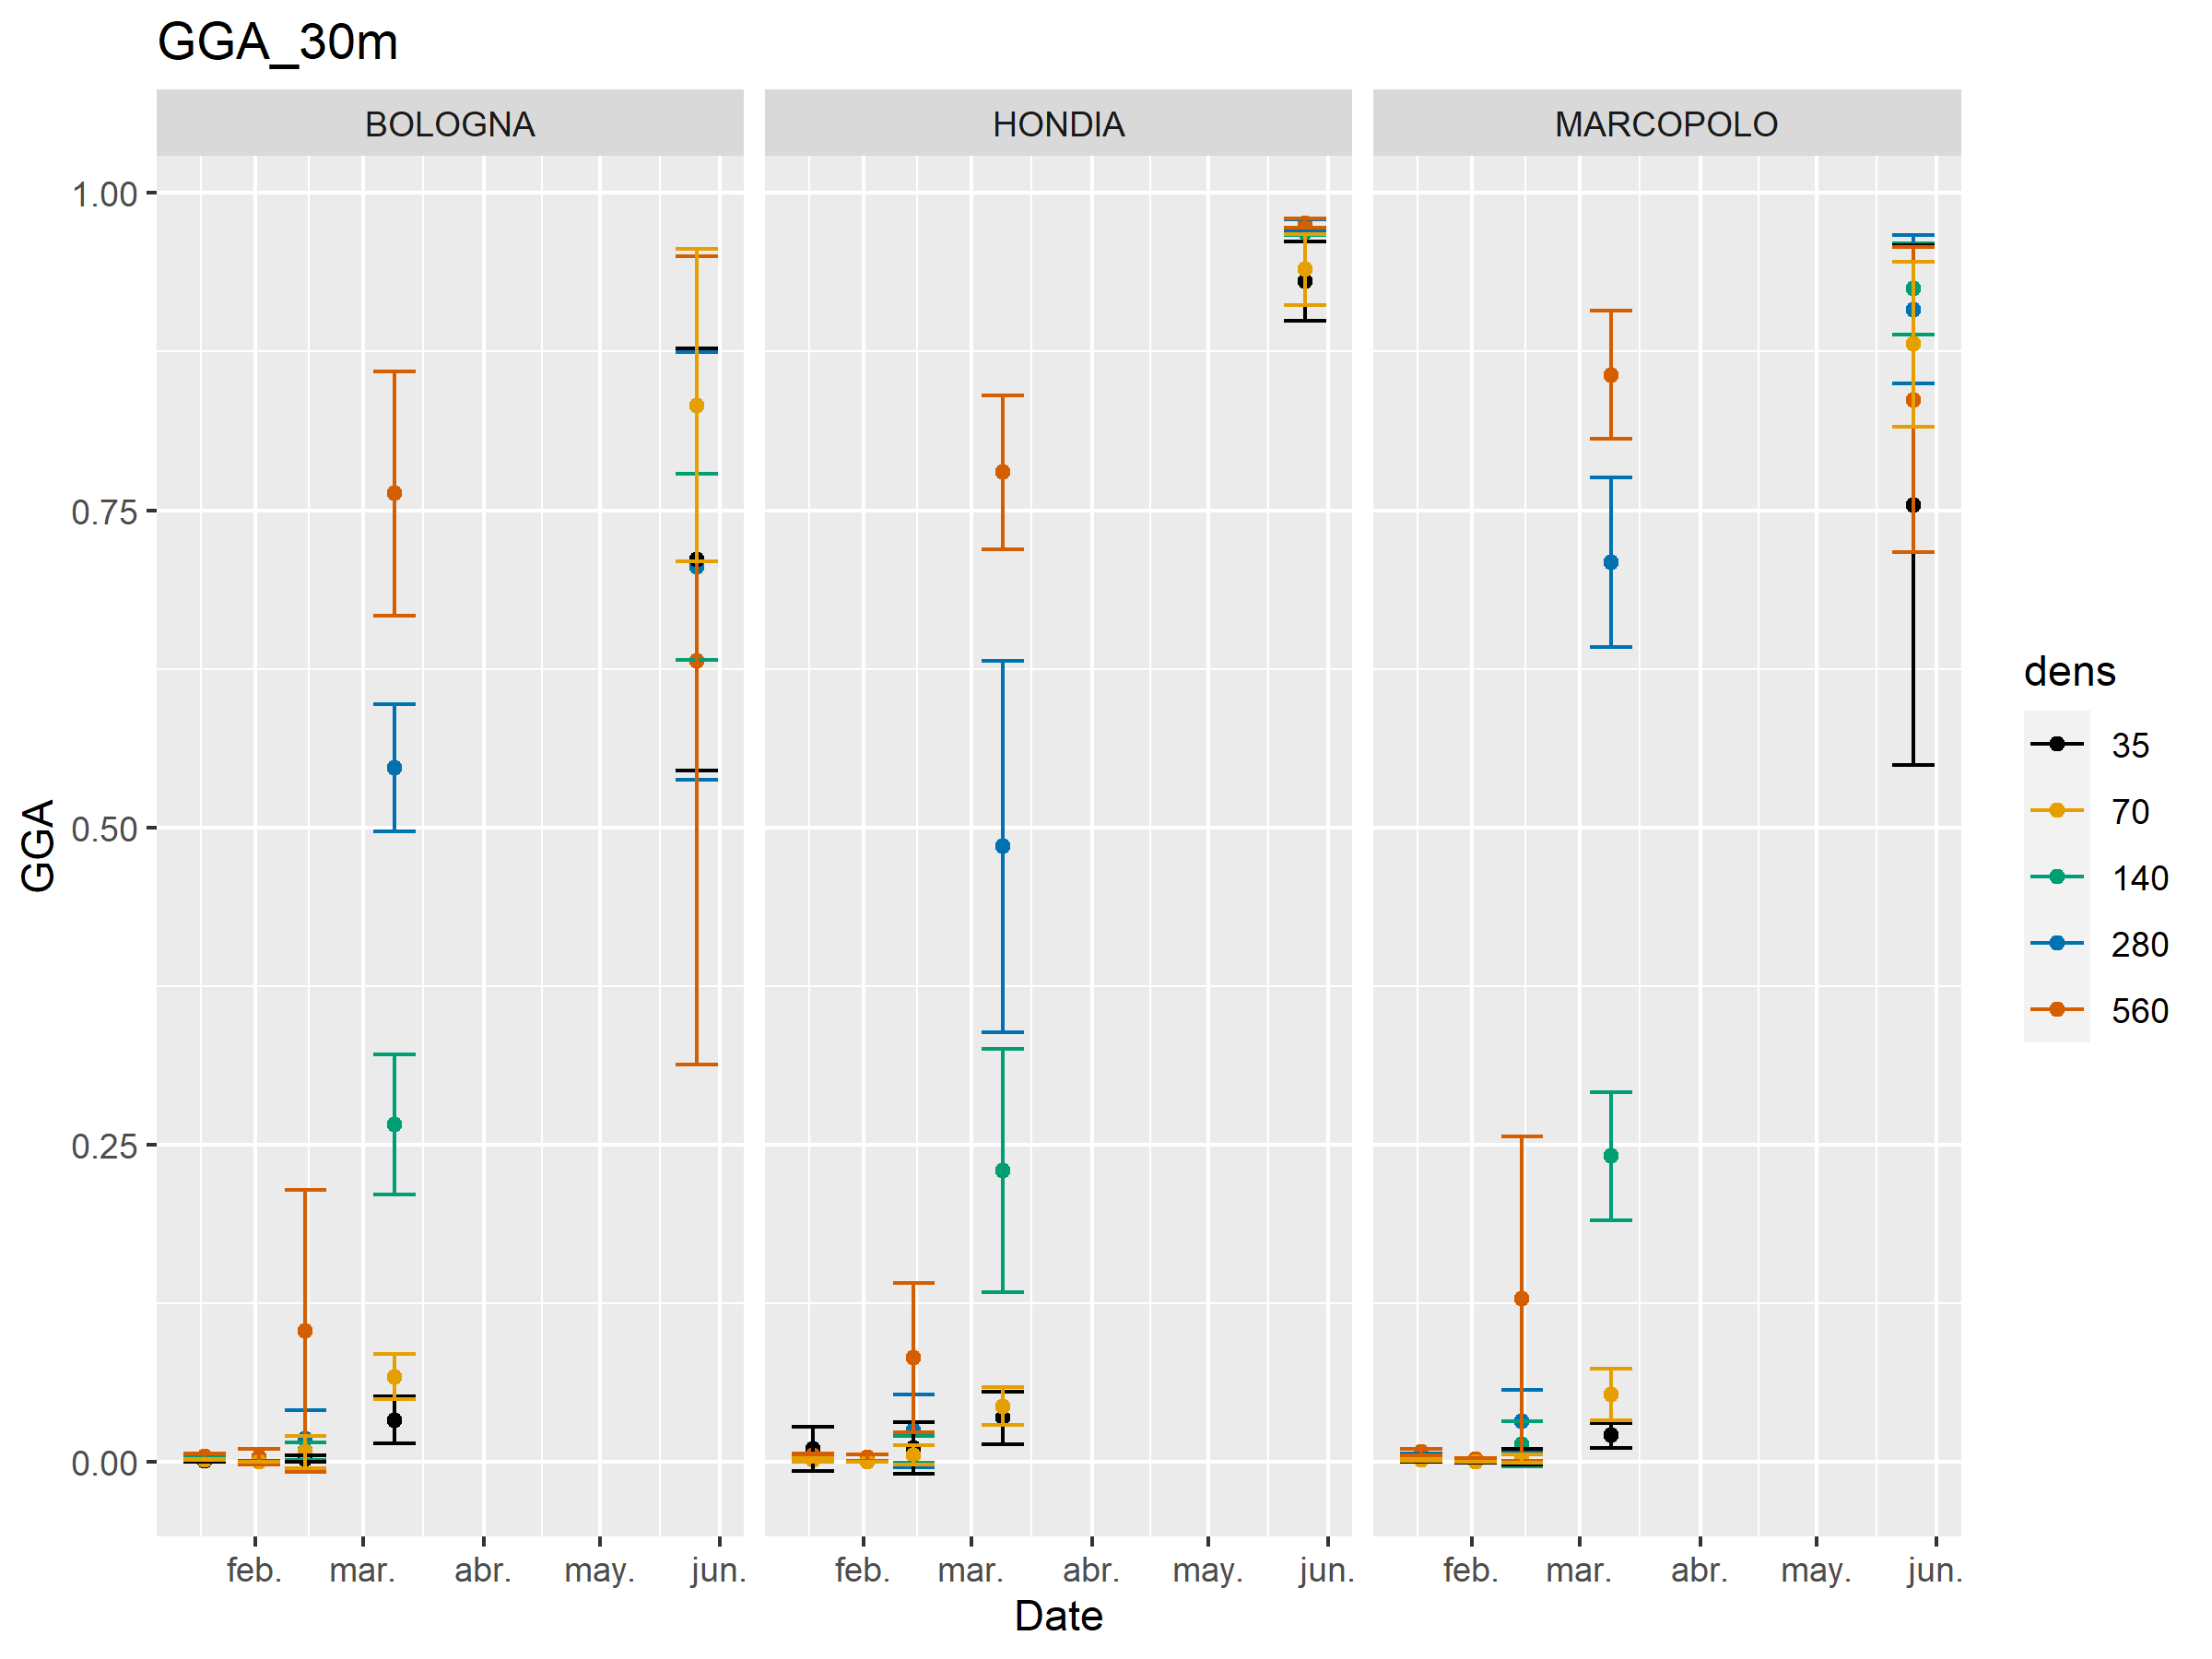 GGA_30m
BOLOGNA
HONDIA
MARCOPOLO
1.00
0.75
0.50
0.25
0.00
GGA
feb. mar. abr. may. jun.
feb. mar. abr. may. jun.
feb. mar. abr. may. jun.
Date
dens
35
70
140
280
560